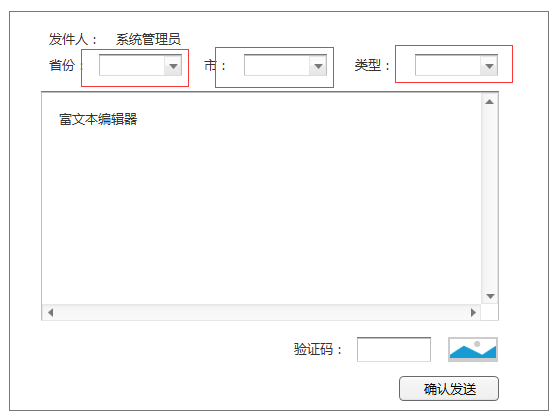 发件人： 系统管理员
省份： 市： 类型：
富文本编辑器
验证码：
确认发送